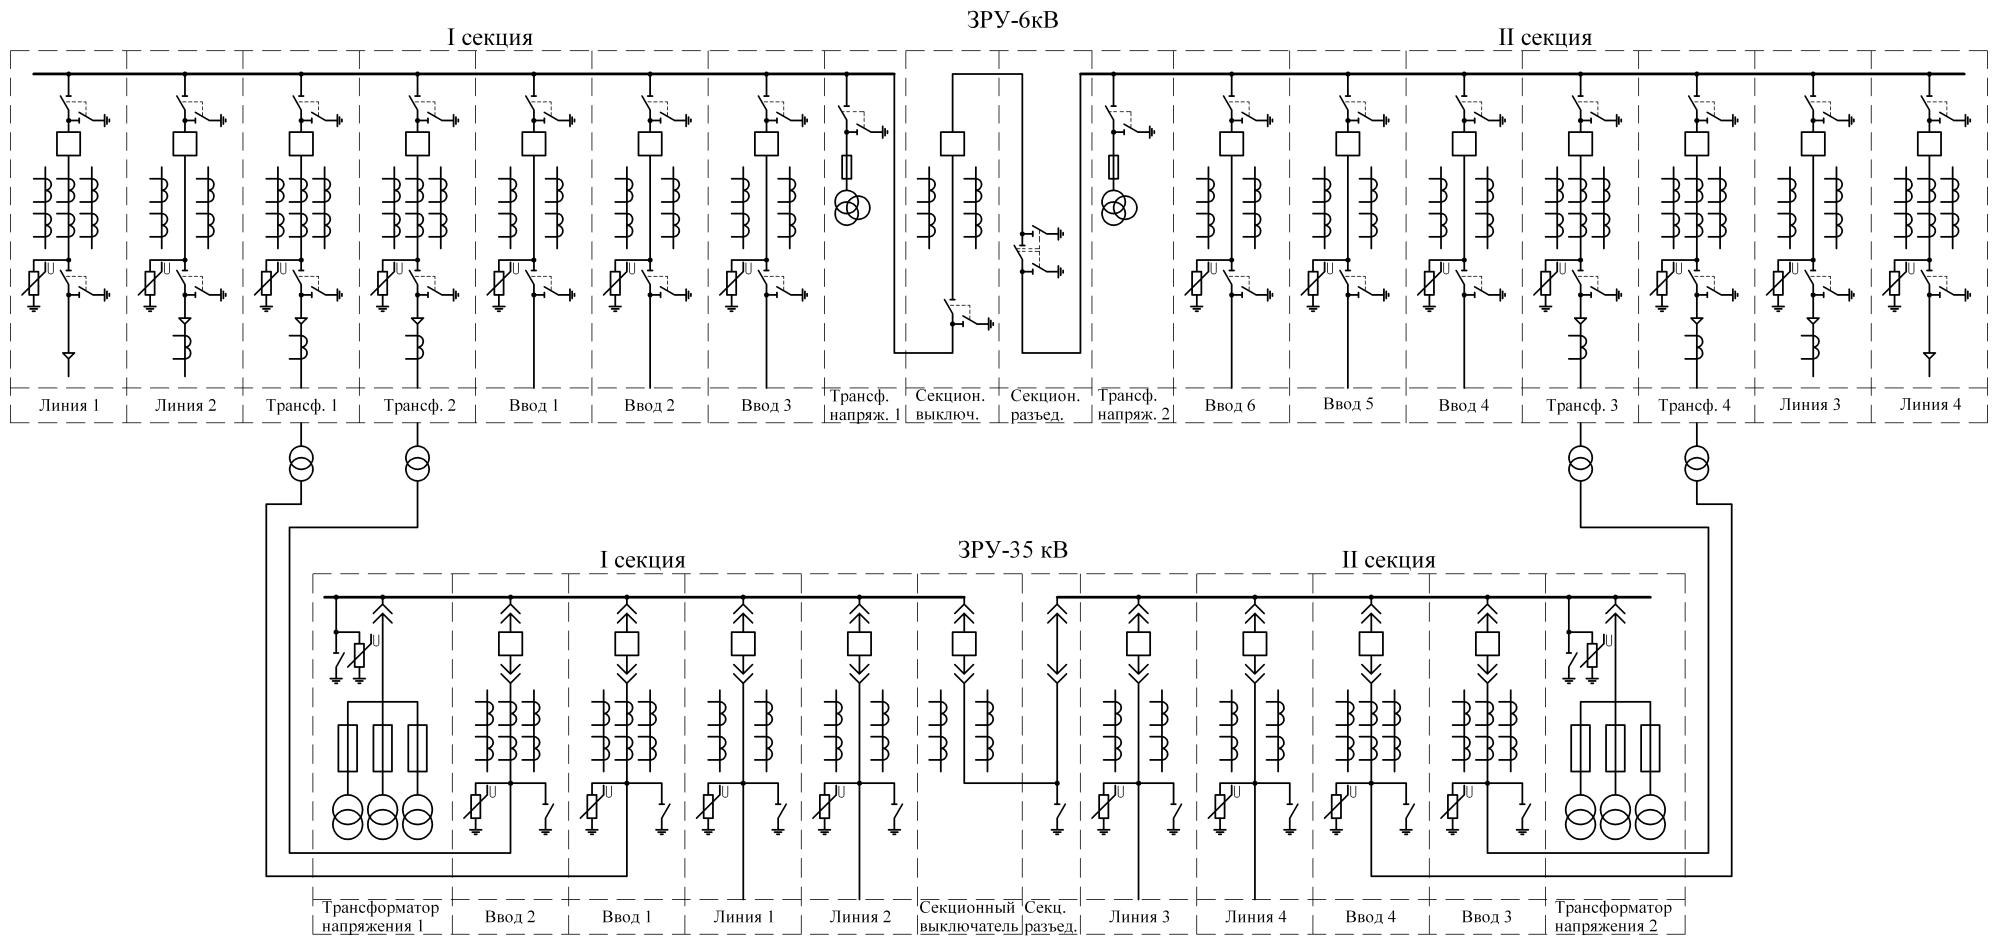 ЗРУ-6кВ
I секция
II секция
U
U
U
U
U
U
U
U
U
U
U
U
U
U
Линия 1
Линия 2
Трансф. 1
Трансф. 2
Ввод 1
Ввод 2
Ввод 3
Трансф.
напряж. 1
Секцион.
выключ.
Секцион.
разъед.
Трансф.
напряж. 2
Ввод 6
Ввод 5
Ввод 4
Трансф. 3
Трансф. 4
Линия 3
Линия 4
ЗРУ-35 кВ
I секция
II секция
U
U
U
U
U
U
U
U
U
U
Трансформатор
напряжения 1
Ввод 2
Ввод 1
Линия 1
Линия 2
Секционный
выключатель
Секц.
разъед.
Линия 3
Линия 4
Ввод 4
Ввод 3
Трансформатор
напряжения 2